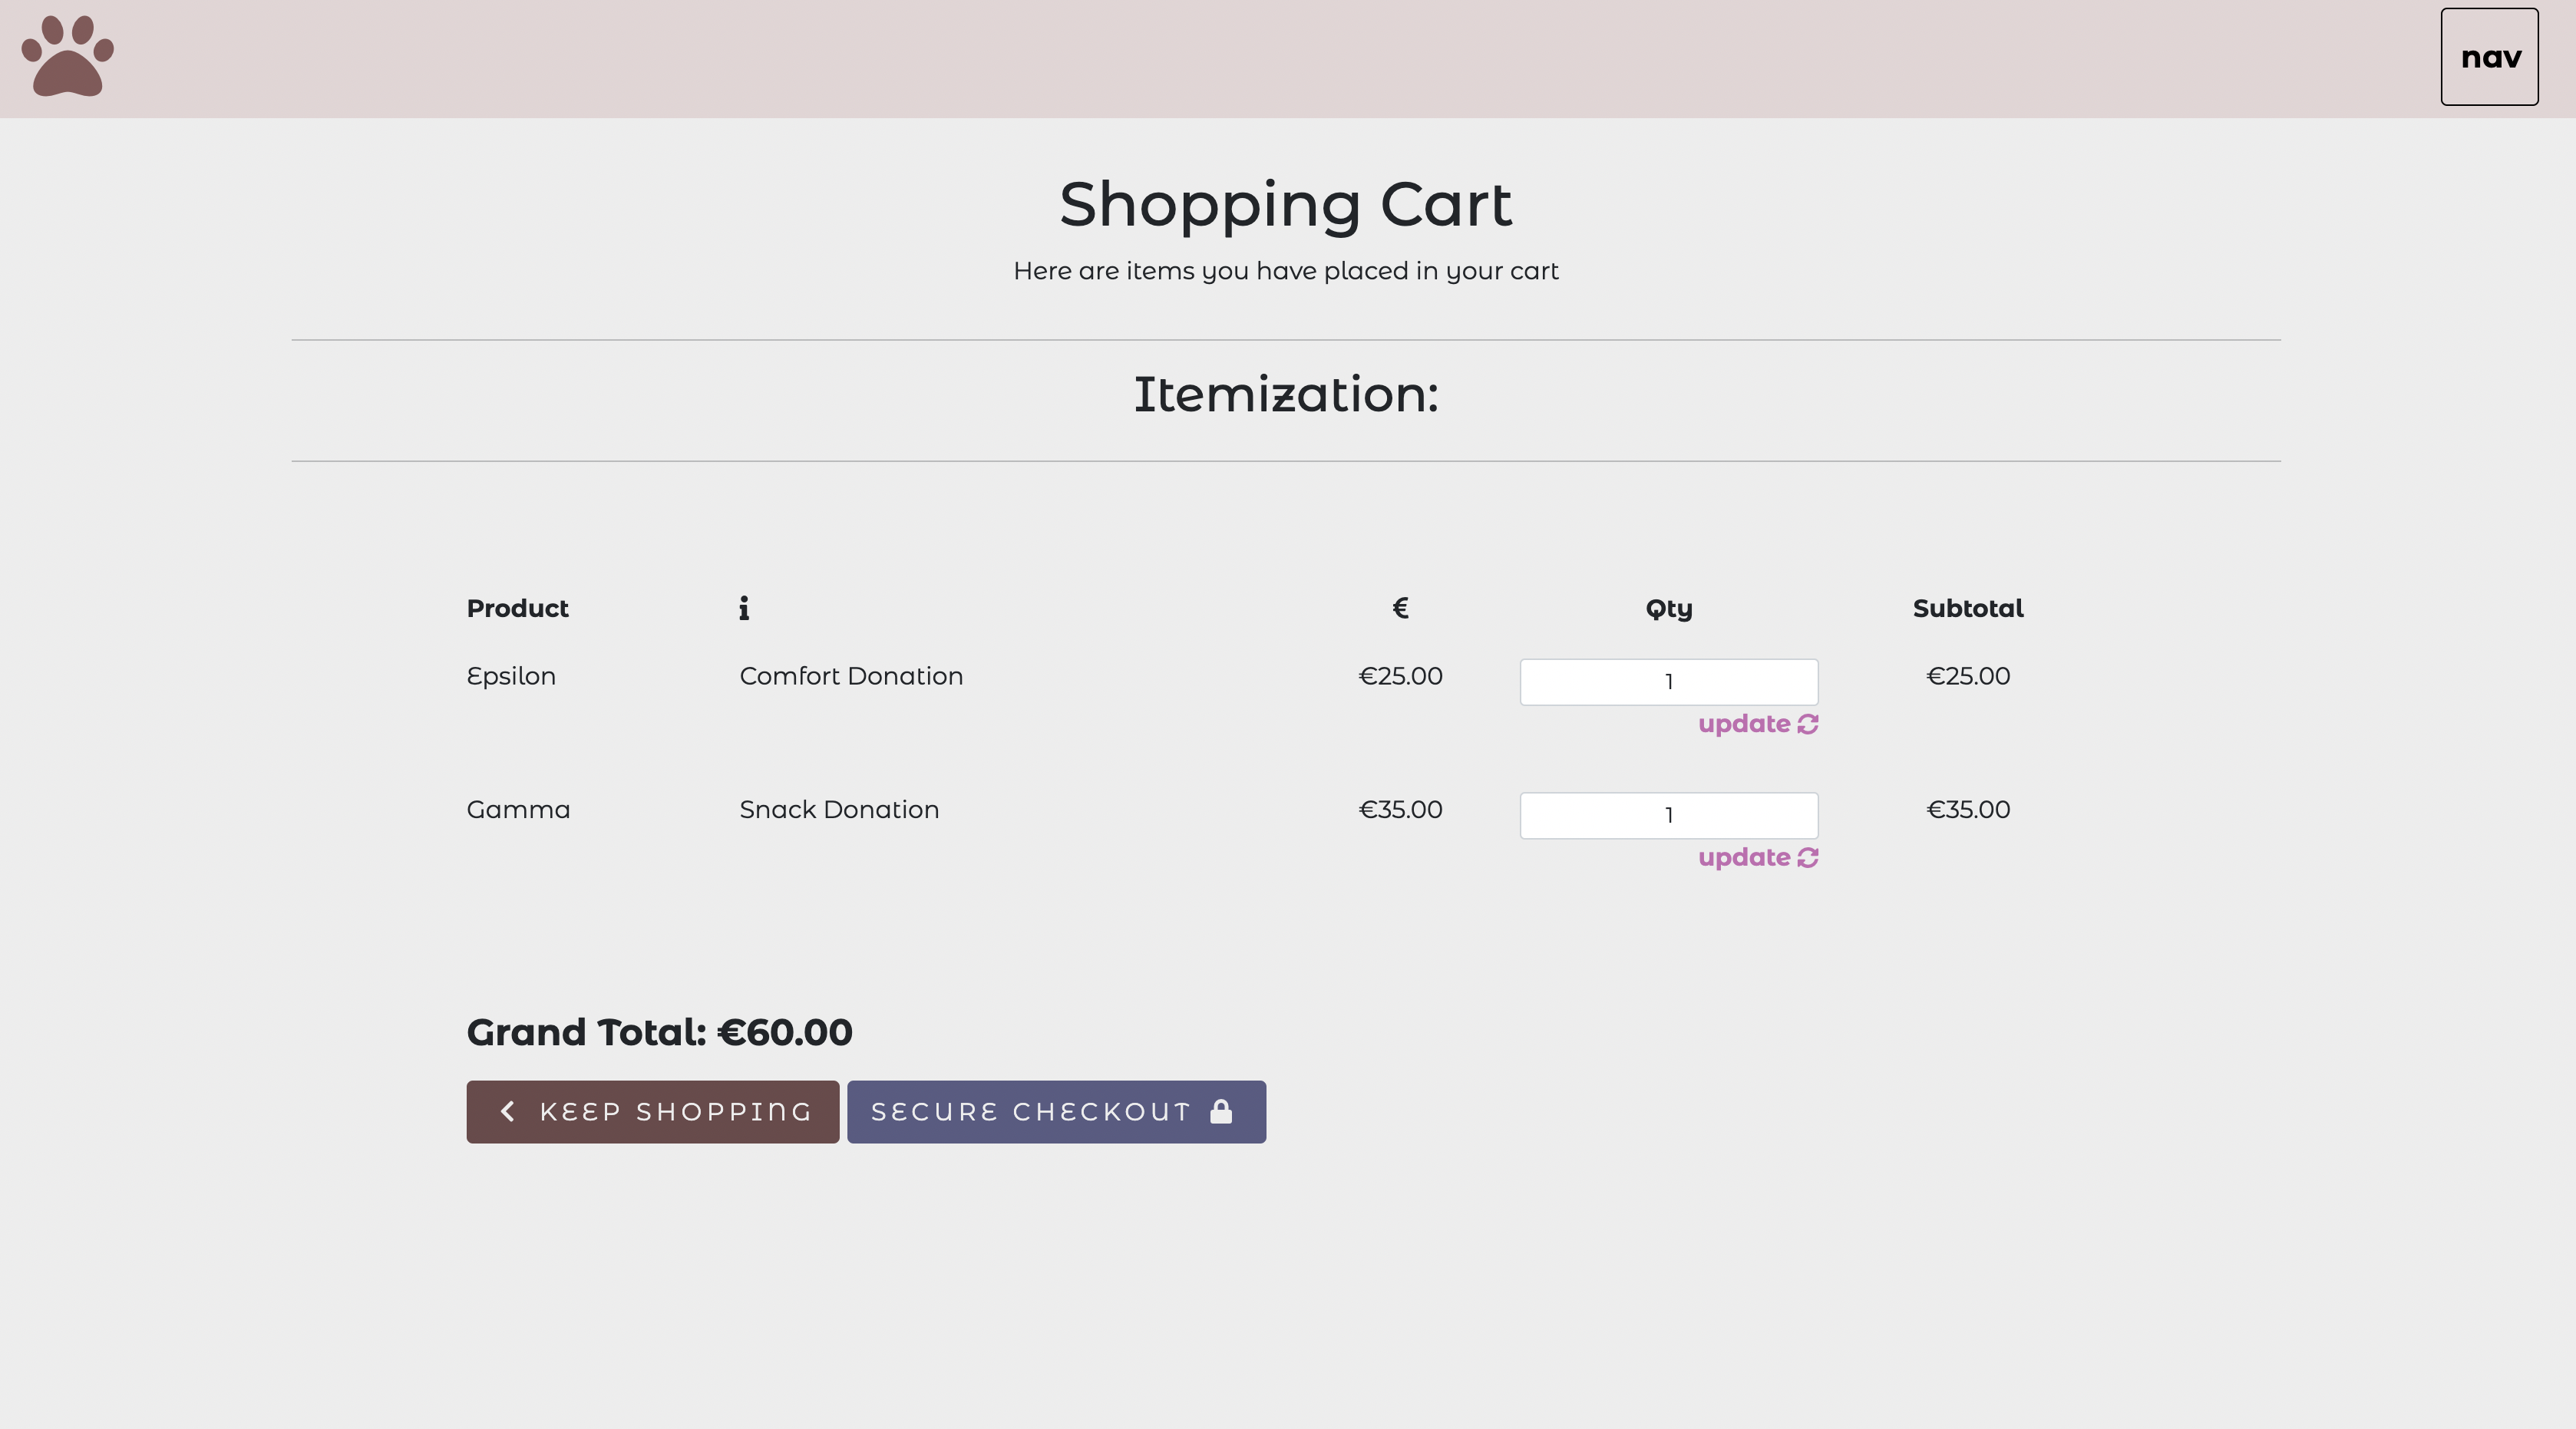 nav
Shopping Cart
Here are items you have placed in your cart
Itemization:
Product i € Qty Subtotal
Epsilon Comfort Donation €25.00 1 €25.00
update
Gamma Snack Donation €35.00 1 €35.00
update
Grand Total: €60.00
KEEP SHOPPING SECURE CHECKOUT